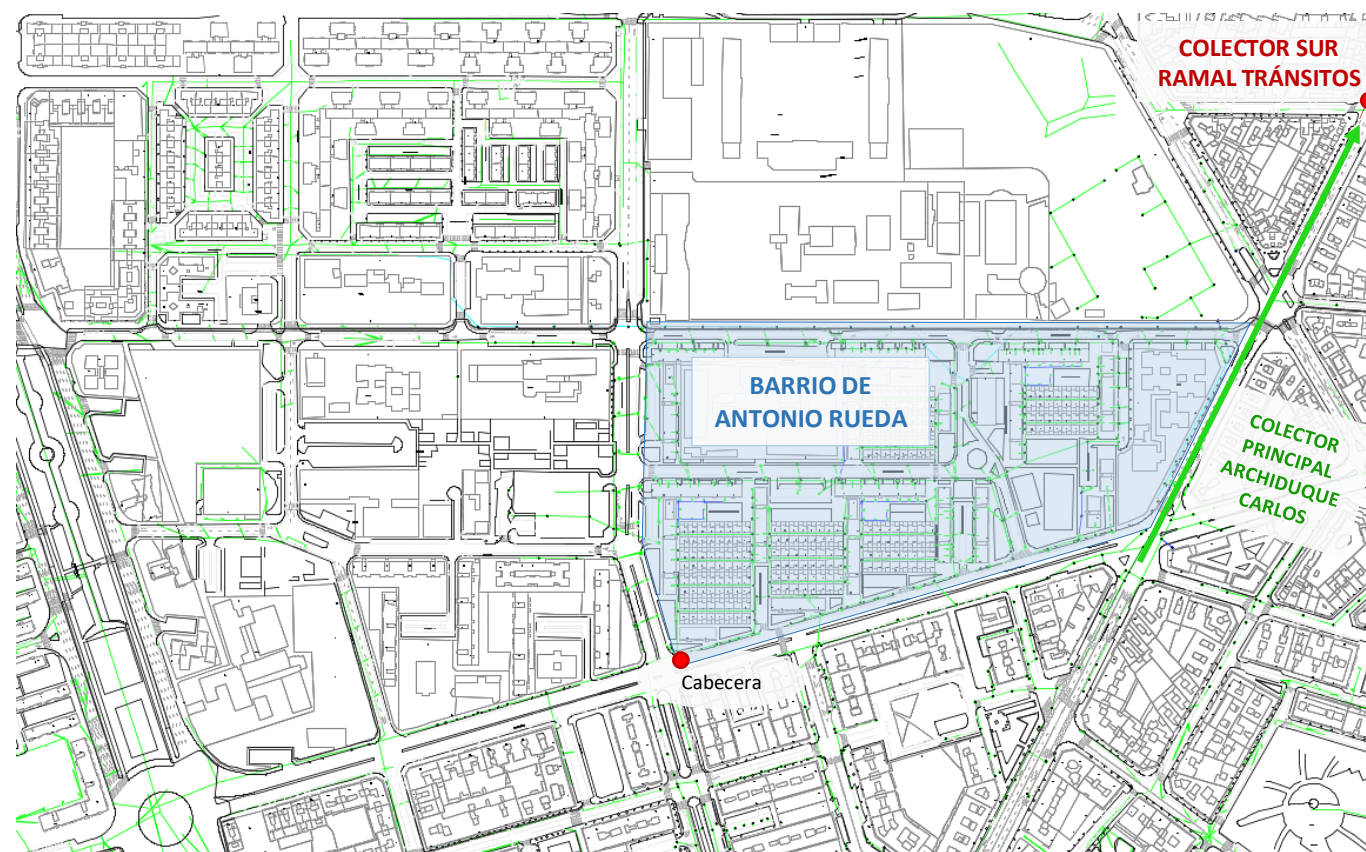 COLECTOR SUR
RAMAL TRÁNSITOS
BARRIO DE
ANTONIO RUEDA
COLECTOR
PRINCIPAL
ARCHIDUQUE
CARLOS
Cabecera